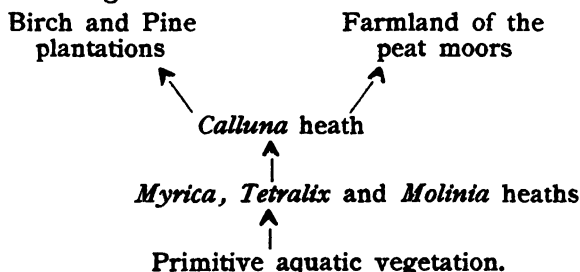 Birch and Pine plantations
Farmland of the peat moors
Calluna heath
Myrica, Tetralix and Molinia heaths
Primitive aquatic vegetation.